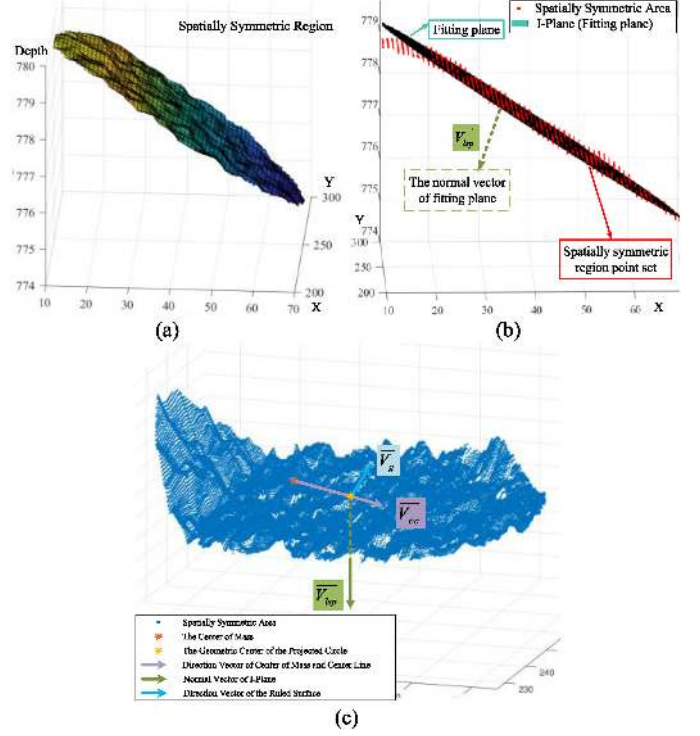 Spatially Symmetric Region
Depth
780
779
778
777
776
775
774
10
20
30
40
50
60
70
X
Y
300
250
200
(a)
Spatially Symmetric Area
I-Plane (Fitting plane)
779
Fitting plane
778
777
776
775
774
The normal vector
of fitting plane
Spatially symmetric
region point set
Y
300
300
200
10
20
30
40
50
60
X
(b)
Spatially Symmetric Area
The Center of Mass
The Geometric Center of the Projected Circle
Direction Vector of Center of Mass and Center Line
Normal Vector of I-Plane
Direction Vector of the Ruled Surface
240
230
(c)